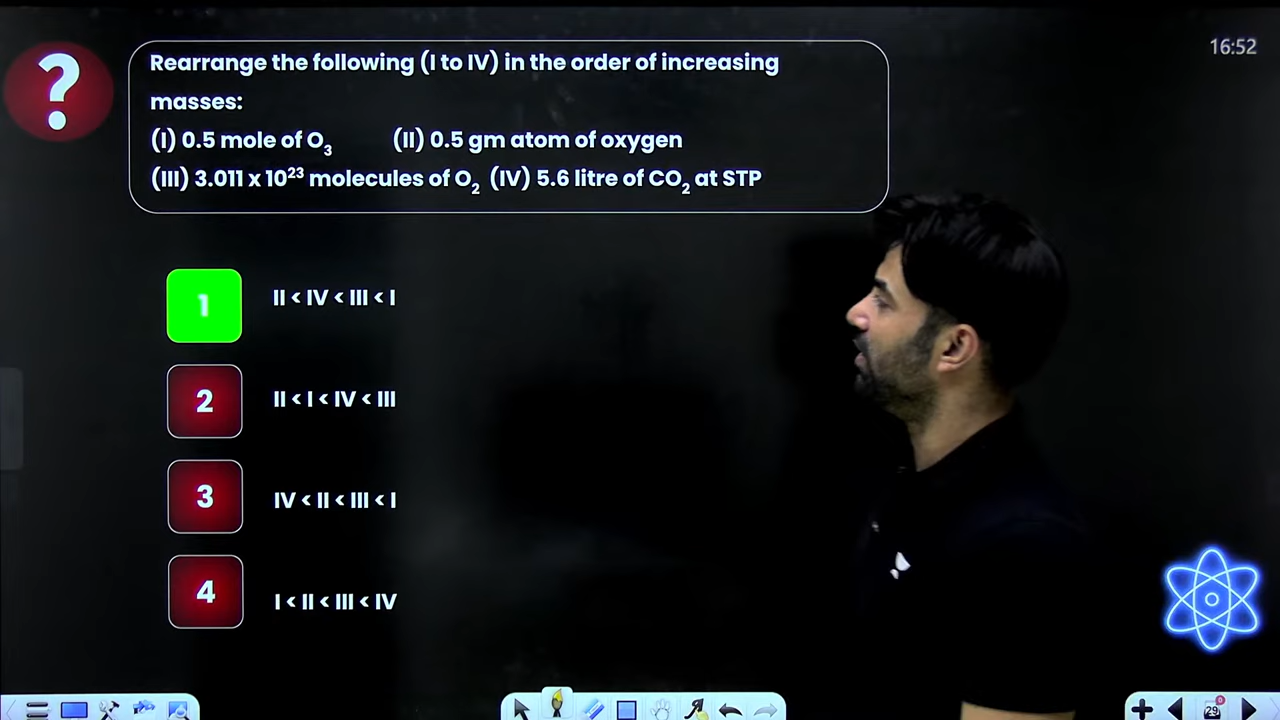 16:52
?
Rearrange the following (I to IV) in the order of increasing
masses:
(I) 0.5 mole of O₃ (II) 0.5 gm atom of oxygen
(III) 3.011 x 10²³ molecules of O₂ (IV) 5.6 litre of CO₂ at STP
1 II < IV < III < I
2 II < I < IV < III
3 IV < II < III < I
4 I < II < III < IV
29